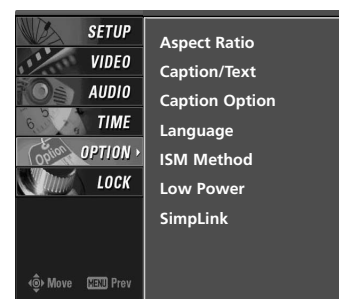 SETUP
VIDEO
AUDIO
TIME
OPTION
LOCK
Move MENU Prev
Aspect Ratio
Caption/Text
Caption Option
Language
ISM Method
Low Power
SimpLink